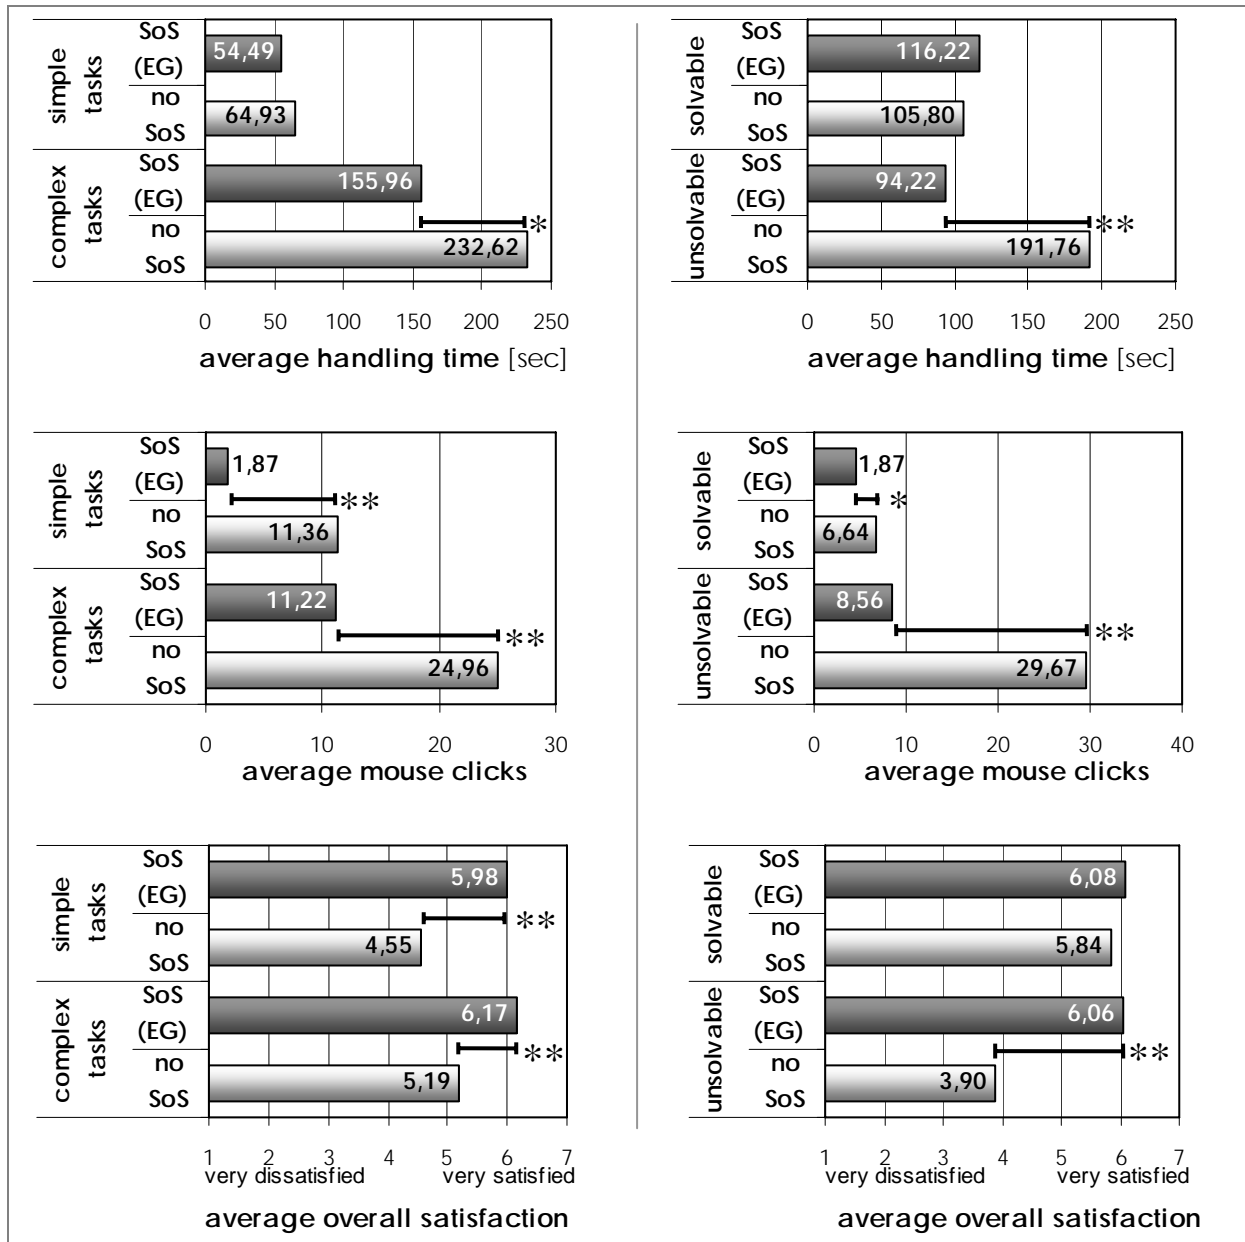 simple tasks
SoS
(EG)
54,49
no
SoS
64,93
complex tasks
SoS
(EG)
155,96
no
SoS
232,62
*
0 50 100 150 200 250
average handling time [sec]
solvable
SoS
(EG)
116,22
no
SoS
105,80
unsolvable
SoS
(EG)
94,22
no
SoS
191,76
**
0 50 100 150 200 250
average handling time [sec]
simple tasks
SoS
(EG)
1,87
**
no
SoS
11,36
complex tasks
SoS
(EG)
11,22
**
no
SoS
24,96
0 10 20 30
average mouse clicks
solvable
SoS
(EG)
1,87
*
no
SoS
6,64
unsolvable
SoS
(EG)
8,56
**
no
SoS
29,67
0 10 20 30 40
average mouse clicks
simple tasks
SoS
(EG)
5,98
**
no
SoS
4,55
complex tasks
SoS
(EG)
6,17
**
no
SoS
5,19
1 2 3 4 5 6 7
very dissatisfied very satisfied
average overall satisfaction
solvable
SoS
(EG)
6,08
no
SoS
5,84
unsolvable
SoS
(EG)
6,06
**
no
SoS
3,90
1 2 3 4 5 6 7
very dissatisfied very satisfied
average overall satisfaction